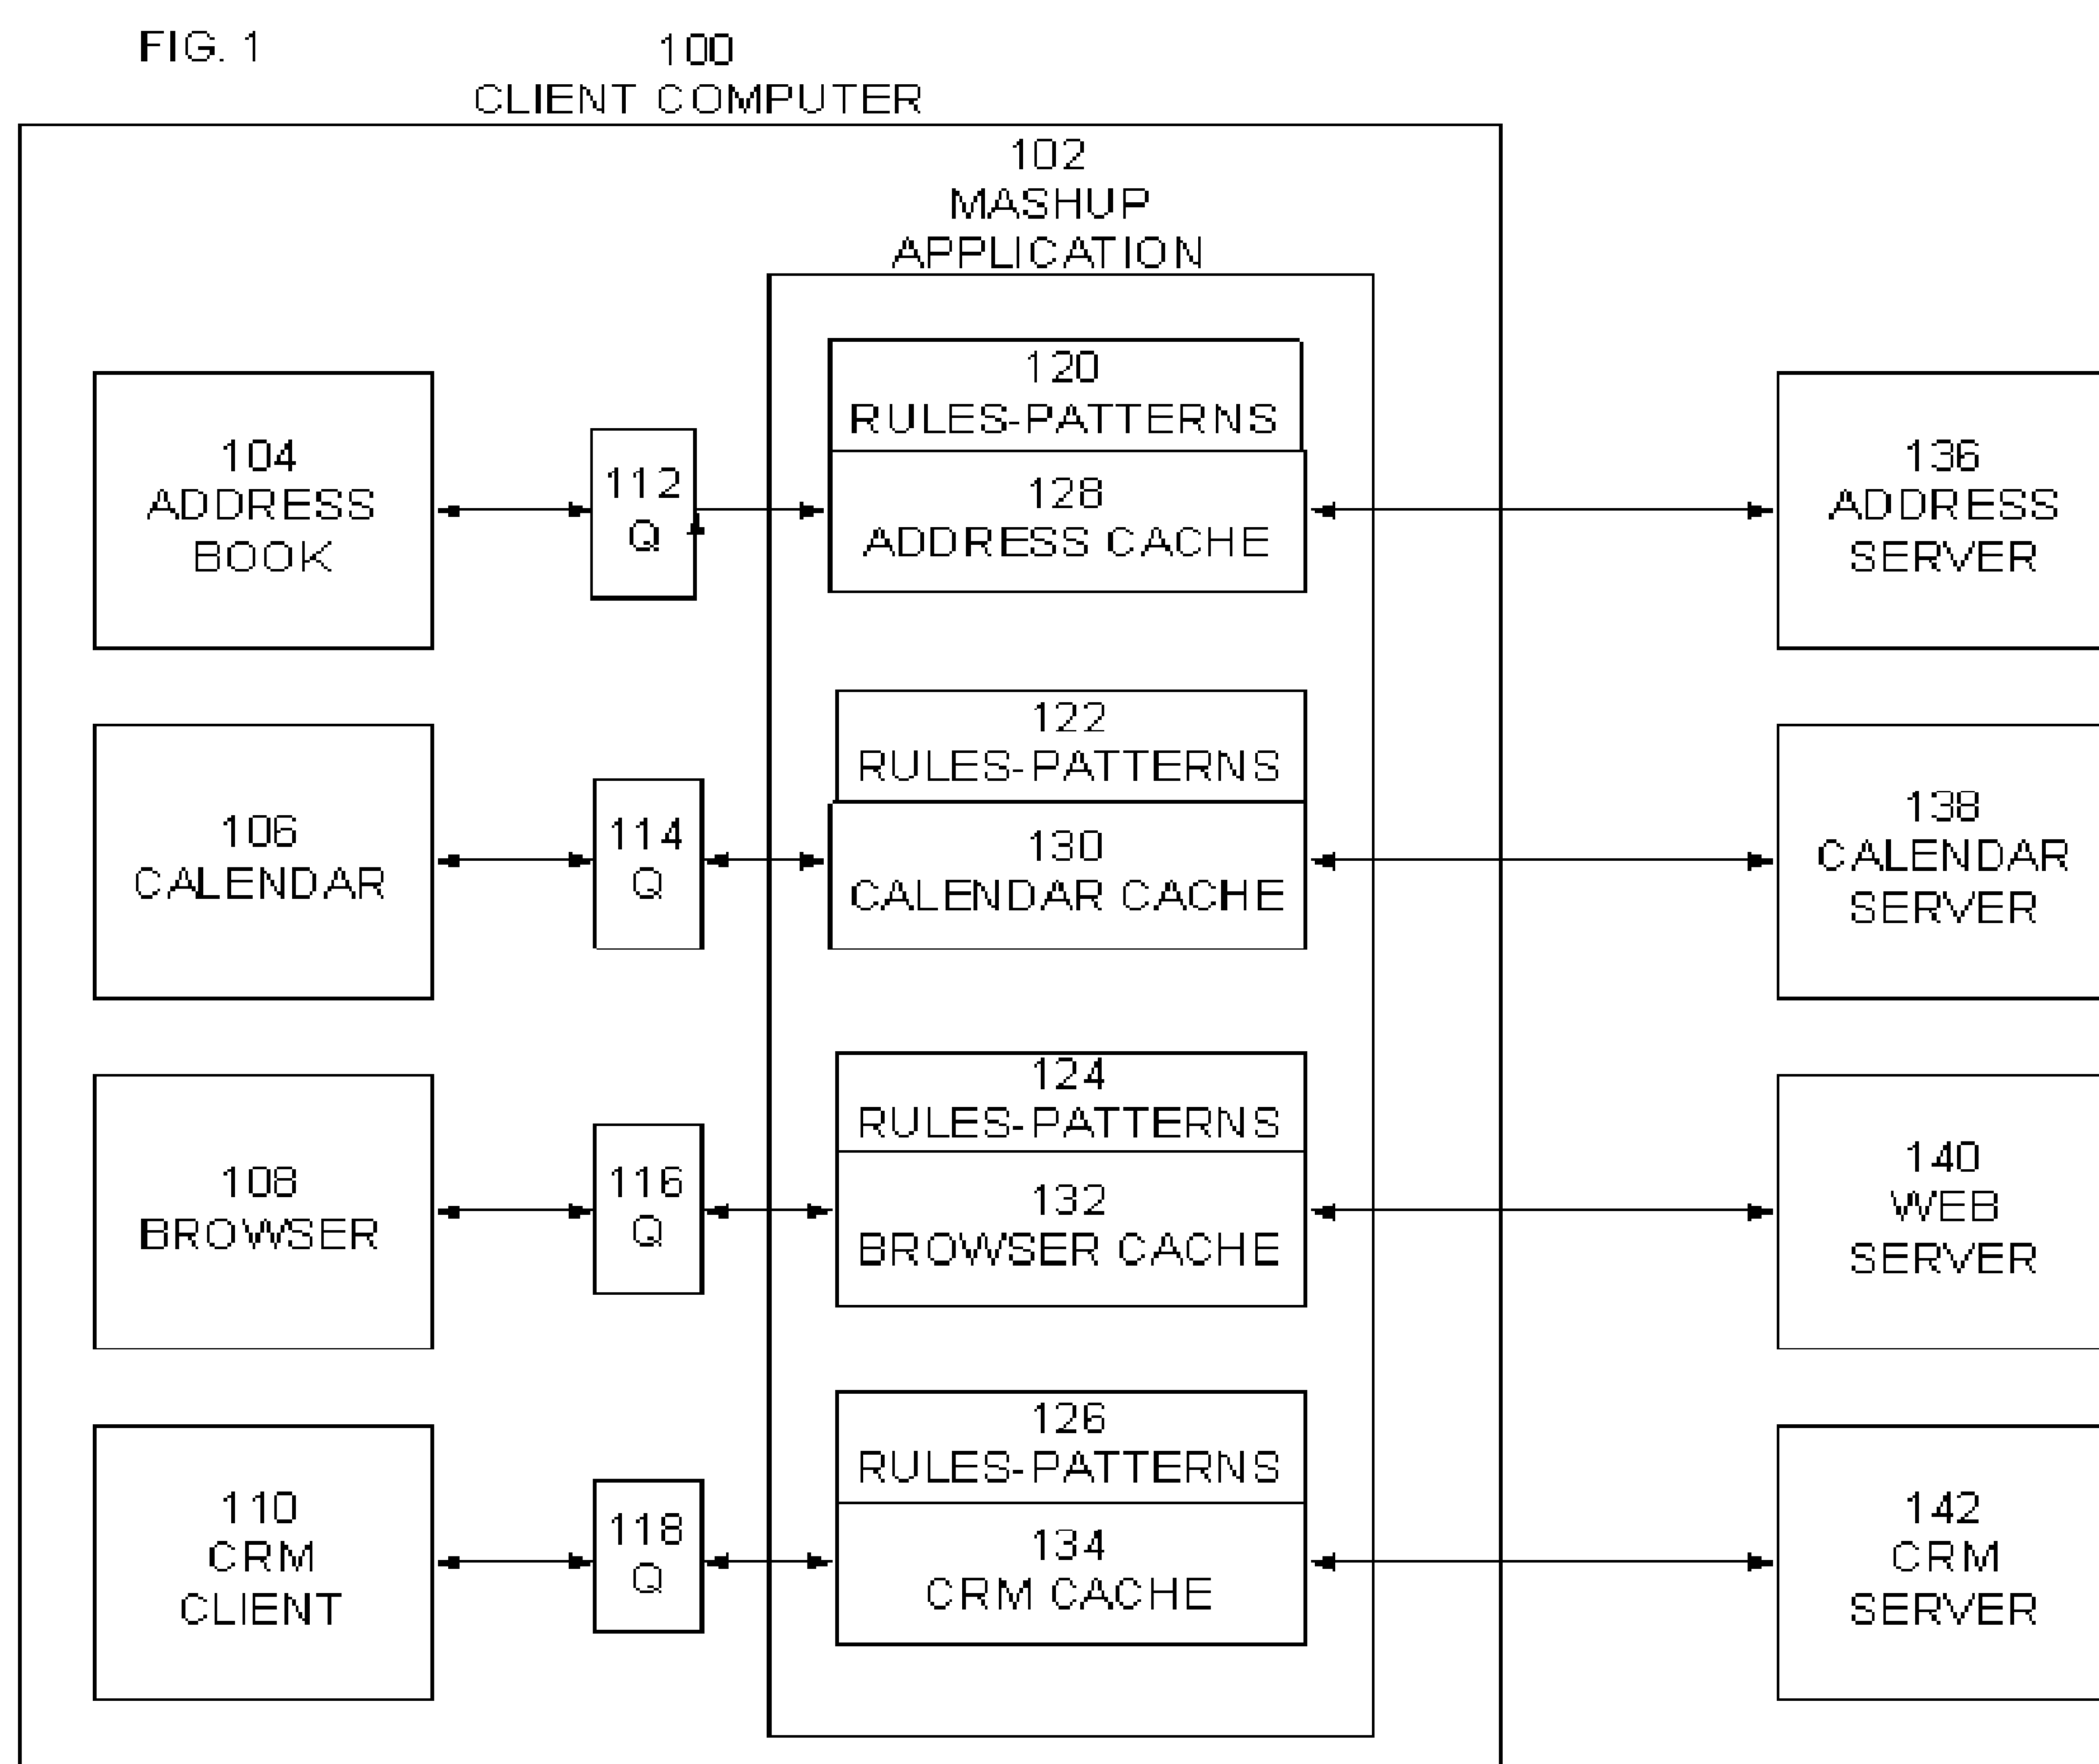 FIG. 1
100
CLIENT COMPUTER
102
MASHUP
APPLICATION
104
ADDRESS
BOOK
112
Q
120
RULES-PATTERNS
128
ADDRESS CACHE
136
ADDRESS
SERVER
106
CALENDAR
114
Q
122
RULES-PATTERNS
130
CALENDAR CACHE
138
CALENDAR
SERVER
108
BROWSER
116
Q
124
RULES-PATTERNS
132
BROWSER CACHE
140
WEB
SERVER
110
CRM
CLIENT
118
Q
126
RULES-PATTERNS
134
CRM CACHE
142
CRM
SERVER